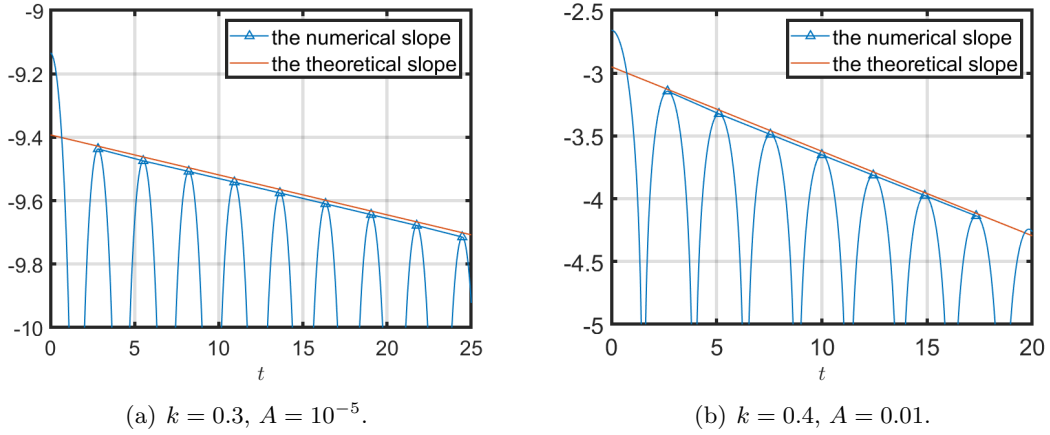 -9
-9.2
-9.4
-9.6
-9.8
-10
0
5
10
15
20
25
t
the numerical slope
the theoretical slope
(a) k = 0.3, A = 10⁻⁵.
-2.5
-3
-3.5
-4
-4.5
-5
0
5
10
15
20
t
the numerical slope
the theoretical slope
(b) k = 0.4, A = 0.01.